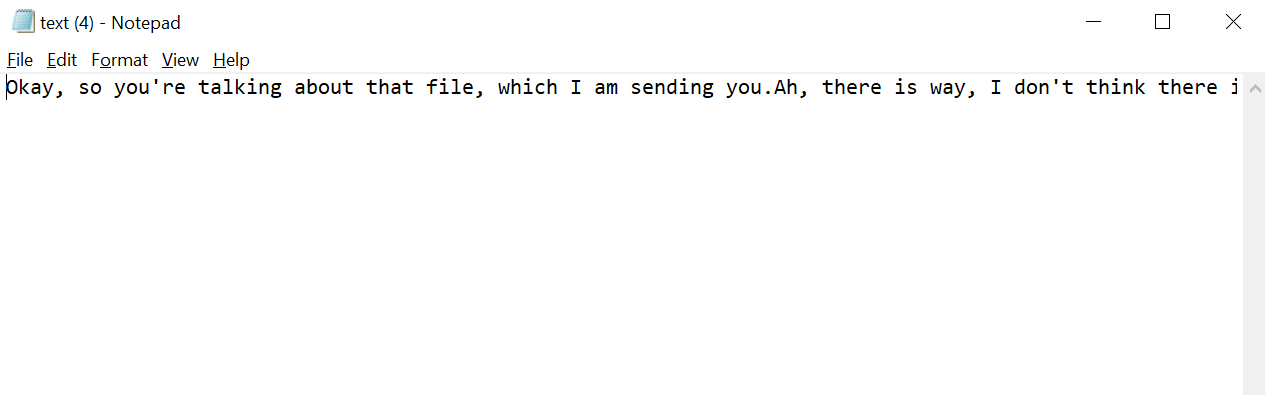 text (4) - Notepad
File Edit Format View Help
Okay, so you're talking about that file, which I am sending you.Ah, there is way, I don't think there